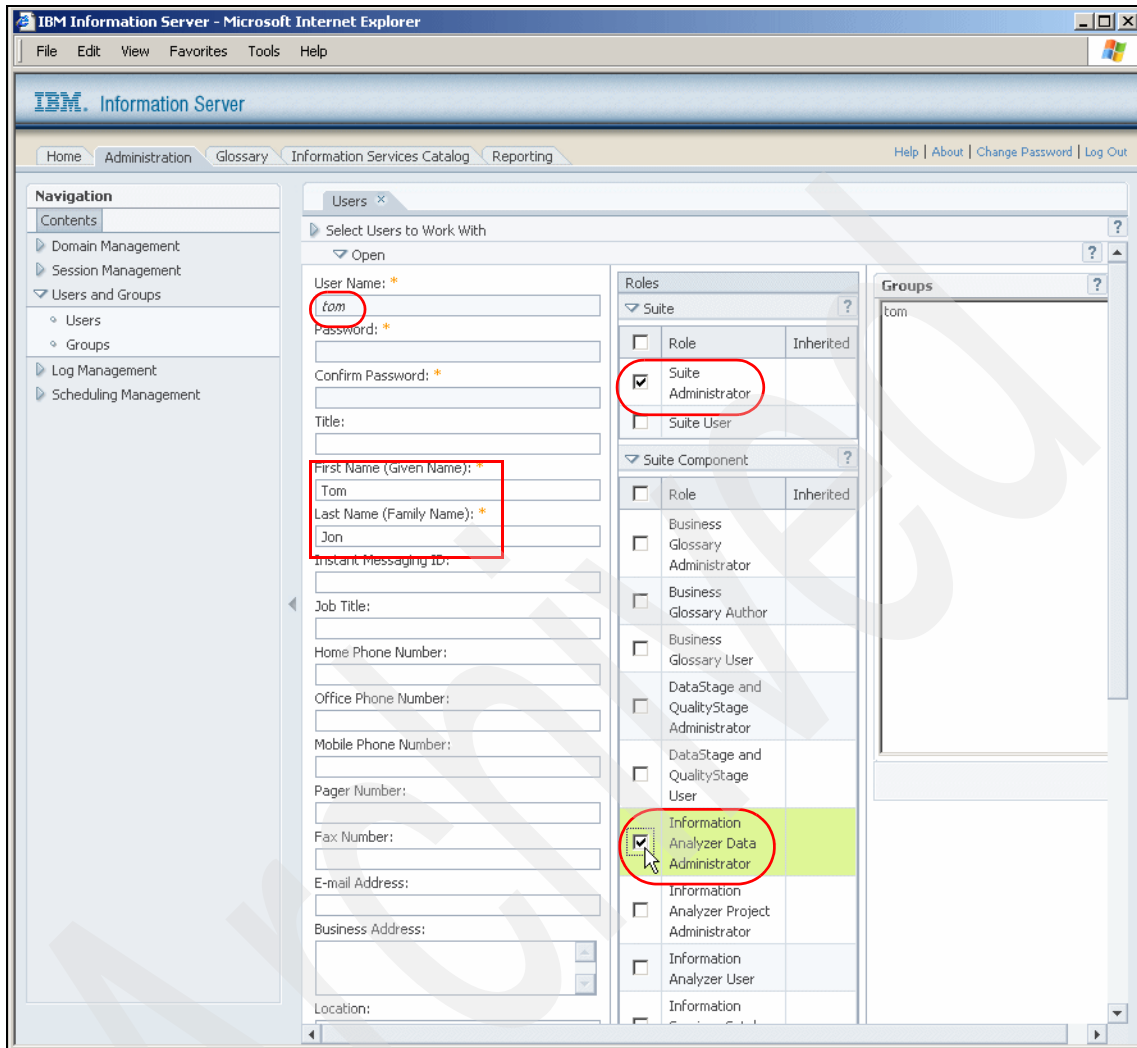 IBM Information Server - Microsoft Internet Explorer
File Edit View Favorites Tools Help
IBM. Information Server
Home Administration Glossary Information Services Catalog Reporting
Help | About | Change Password | Log Out
Navigation
Contents
Domain Management
Session Management
Users and Groups
Users
Groups
Log Management
Scheduling Management
Users ×
Select Users to Work With ?
Open ?
User Name: *
tom
Password: *
Confirm Password: *
Title:
First Name (Given Name): *
Tom
Last Name (Family Name): *
Jon
Instant Messaging ID:
Job Title:
Home Phone Number:
Office Phone Number:
Mobile Phone Number:
Pager Number:
Fax Number:
E-mail Address:
Business Address:
Location:
Roles
Suite ?
Role Inherited
Suite
Administrator
Suite User
Suite Component ?
Role Inherited
Business
Glossary
Administrator
Business
Glossary Author
Business
Glossary User
DataStage and
QualityStage
Administrator
DataStage and
QualityStage
User
Information
Analyzer Data
Administrator
Information
Analyzer Project
Administrator
Information
Analyzer User
Information
Groups ?
tom
Archived